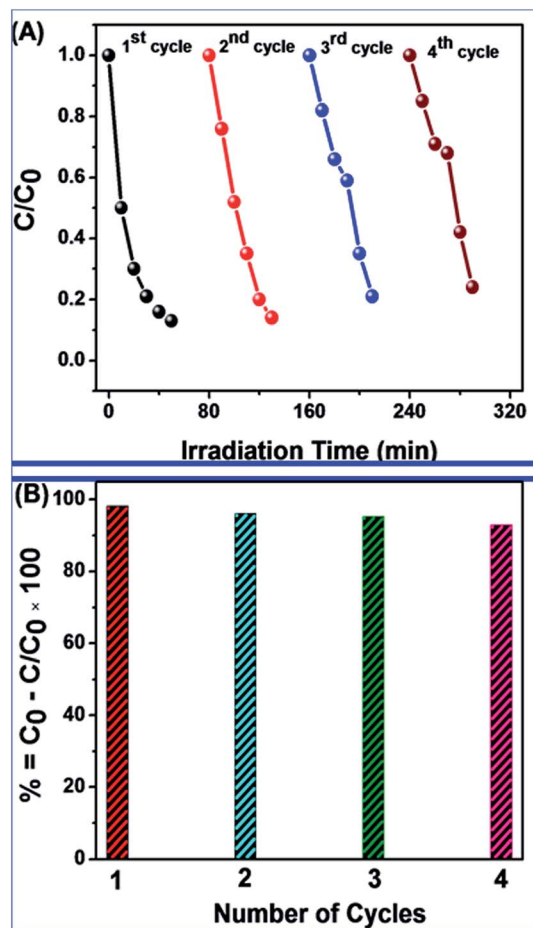 (A)
1st cycle 2nd cycle 3rd cycle 4th cycle
1.0
0.8
0.6
0.4
0.2
0.0
C/C0
0 80 160 240 320
Irradiation Time (min)
(B)
100
80
60
40
20
0
% = C0 - C/C0 × 100
1 2 3 4
Number of Cycles